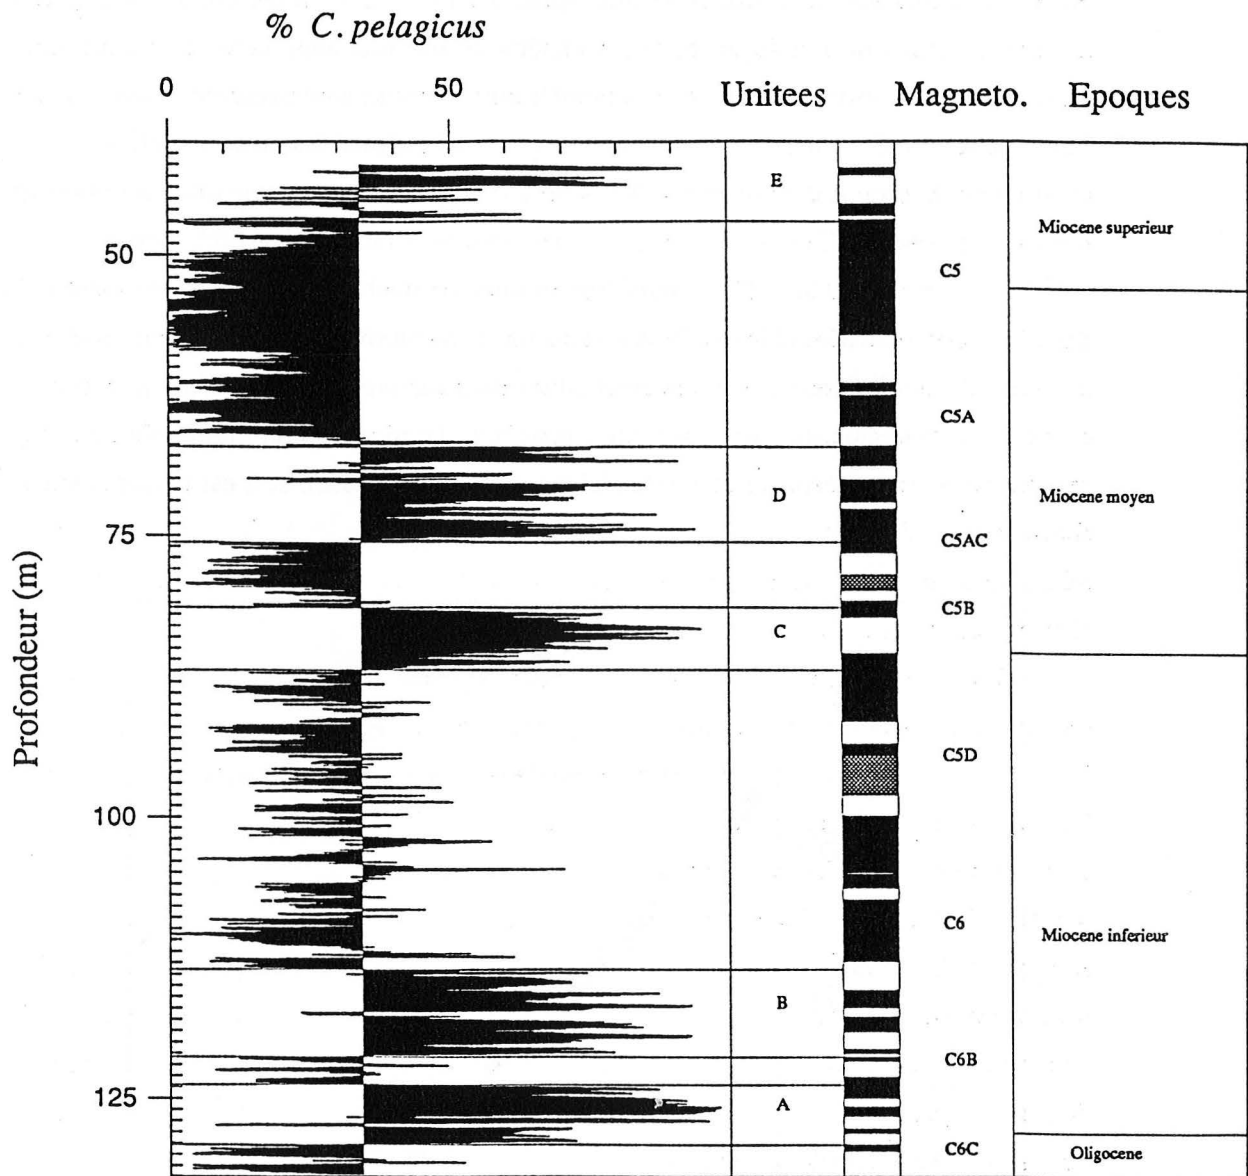 % C. pelagicus
0 50 Unitees Magneto. Epoques
E
Miocene superieur
50
C5
C5A
D
Miocene moyen
75
C5AC
C5B
C
Profondeur (m)
C5D
100
C6
Miocene inferieur
B
C6B
125
A
C6C
Oligocene